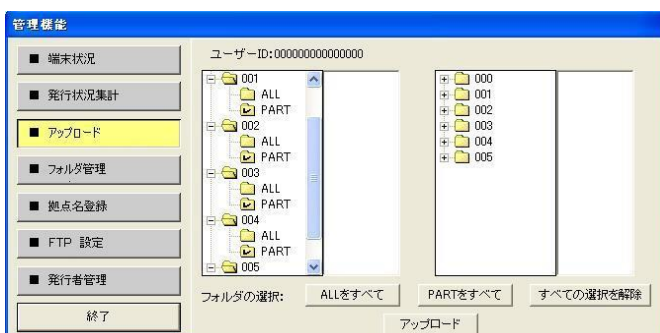 管理機能
■ 端末状況
■ 発行状況集計
■ アップロード
■ フォルダ管理
■ 拠点名登録
■ FTP 設定
■ 発行者管理
終了
ユーザーID:000000000000000
001
ALL
PART
002
ALL
PART
003
ALL
PART
004
ALL
PART
005
000
001
002
003
004
005
フォルダの選択:
ALLをすべて
PARTをすべて
すべての選択を解除
アップロード